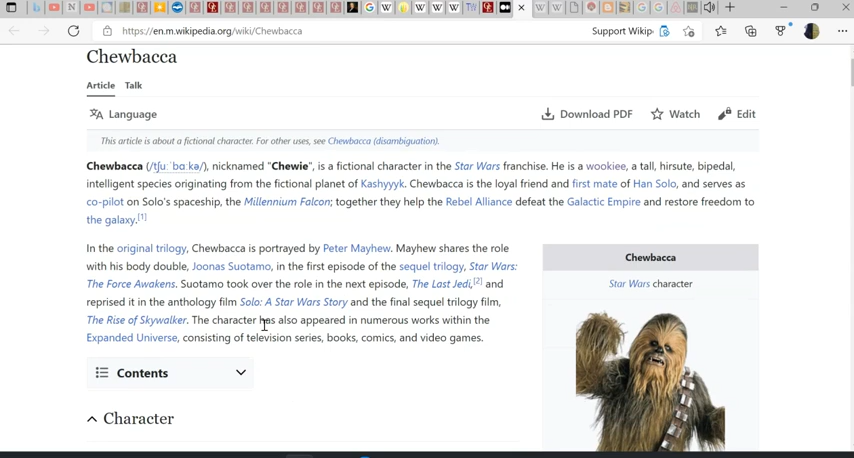 https://en.m.wikipedia.org/wiki/Chewbacca
Support Wikip
Chewbacca
Article Talk
Language Download PDF Watch Edit
This article is about a fictional character. For other uses, see Chewbacca (disambiguation).
Chewbacca (/tʃuːˈbɑːkə/), nicknamed "Chewie", is a fictional character in the Star Wars franchise. He is a wookiee, a tall, hirsute, bipedal,
intelligent species originating from the fictional planet of Kashyyyk. Chewbacca is the loyal friend and first mate of Han Solo, and serves as
co-pilot on Solo's spaceship, the Millennium Falcon; together they help the Rebel Alliance defeat the Galactic Empire and restore freedom to
the galaxy.[1]
In the original trilogy, Chewbacca is portrayed by Peter Mayhew. Mayhew shares the role
with his body double, Joonas Suotamo, in the first episode of the sequel trilogy, Star Wars:
The Force Awakens. Suotamo took over the role in the next episode, The Last Jedi,[2] and
reprised it in the anthology film Solo: A Star Wars Story and the final sequel trilogy film,
The Rise of Skywalker. The character has also appeared in numerous works within the
Expanded Universe, consisting of television series, books, comics, and video games.
Chewbacca
Star Wars character
Contents
Character